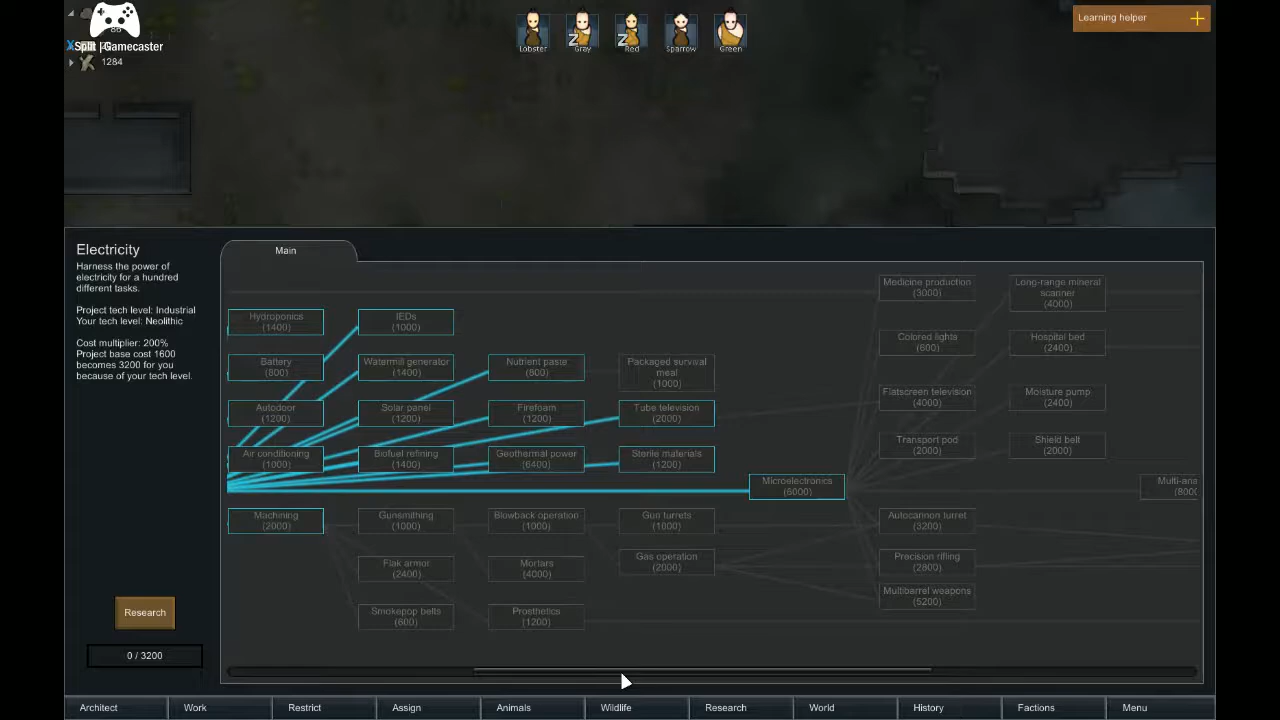 Split | Gamecaster
1284
Lobster
Gray
Red
Sparrow
Green
Learning helper
Electricity
Harness the power of
electricity for a hundred
different tasks.
Project tech level: Industrial
Your tech level: Neolithic
Cost multiplier: 200%
Project base cost 1600
becomes 3200 for you
because of your tech level.
Research
0 / 3200
Main
Hydroponics
(1400)
IEDs
(1000)
Battery
(800)
Watermill generator
(1400)
Nutrient paste
(800)
Packaged survival
meal
(1000)
Autodoor
(1200)
Solar panel
(1200)
Firefoam
(1200)
Tube television
(2000)
Air conditioning
(1000)
Biofuel refining
(1400)
Geothermal power
(6400)
Sterile materials
(1200)
Microelectronics
(6000)
Machining
(2000)
Gunsmithing
(1000)
Blowback operation
(1000)
Gun turrets
(1000)
Flak armor
(2400)
Mortars
(4000)
Gas operation
(2000)
Smokepop belts
(600)
Prosthetics
(1200)
Medicine production
(3000)
Long-range mineral
scanner
(4000)
Colored lights
(600)
Hospital bed
(2400)
Flatscreen television
(4000)
Moisture pump
(2400)
Transport pod
(2000)
Shield belt
(2000)
Multi-ana
(8000
Autocannon turret
(3200)
Precision rifling
(2800)
Multibarrel weapons
(5200)
Architect
Work
Restrict
Assign
Animals
Wildlife
Research
World
History
Factions
Menu